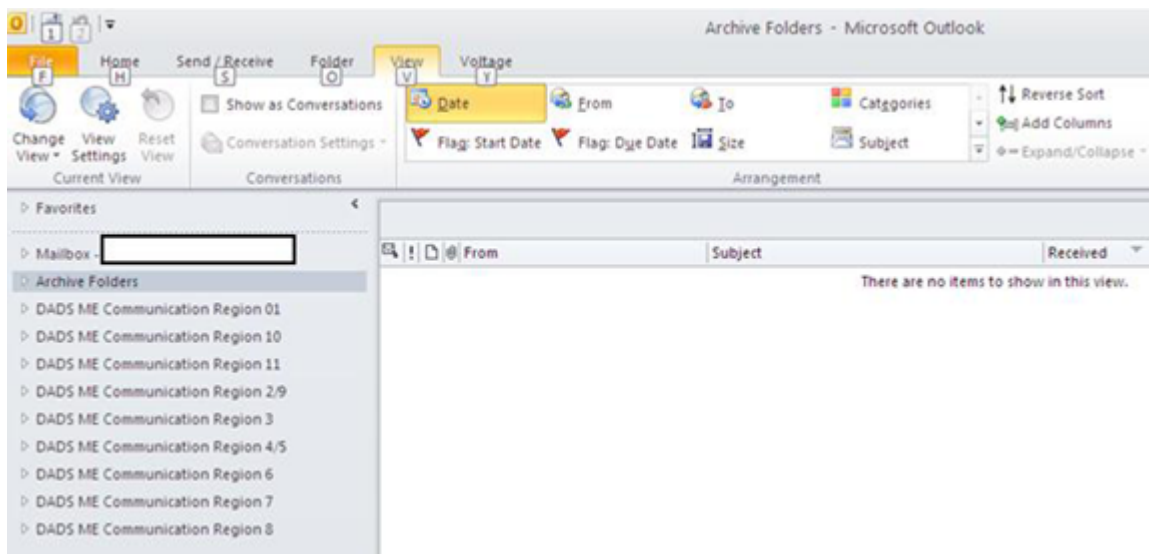 Archive Folders - Microsoft Outlook
1 2
File Home Send / Receive Folder View Voltage
F H S O V Y
Show as Conversations Date From To Categories Reverse Sort
Add Columns
Change View View Settings Reset View Conversation Settings Flag: Start Date Flag: Due Date Size Subject Expand/Collapse
Current View Conversations Arrangement
Favorites
Mailbox -
! From Subject Received
Archive Folders There are no items to show in this view.
DADS ME Communication Region 01
DADS ME Communication Region 10
DADS ME Communication Region 11
DADS ME Communication Region 2/9
DADS ME Communication Region 3
DADS ME Communication Region 4/5
DADS ME Communication Region 6
DADS ME Communication Region 7
DADS ME Communication Region 8